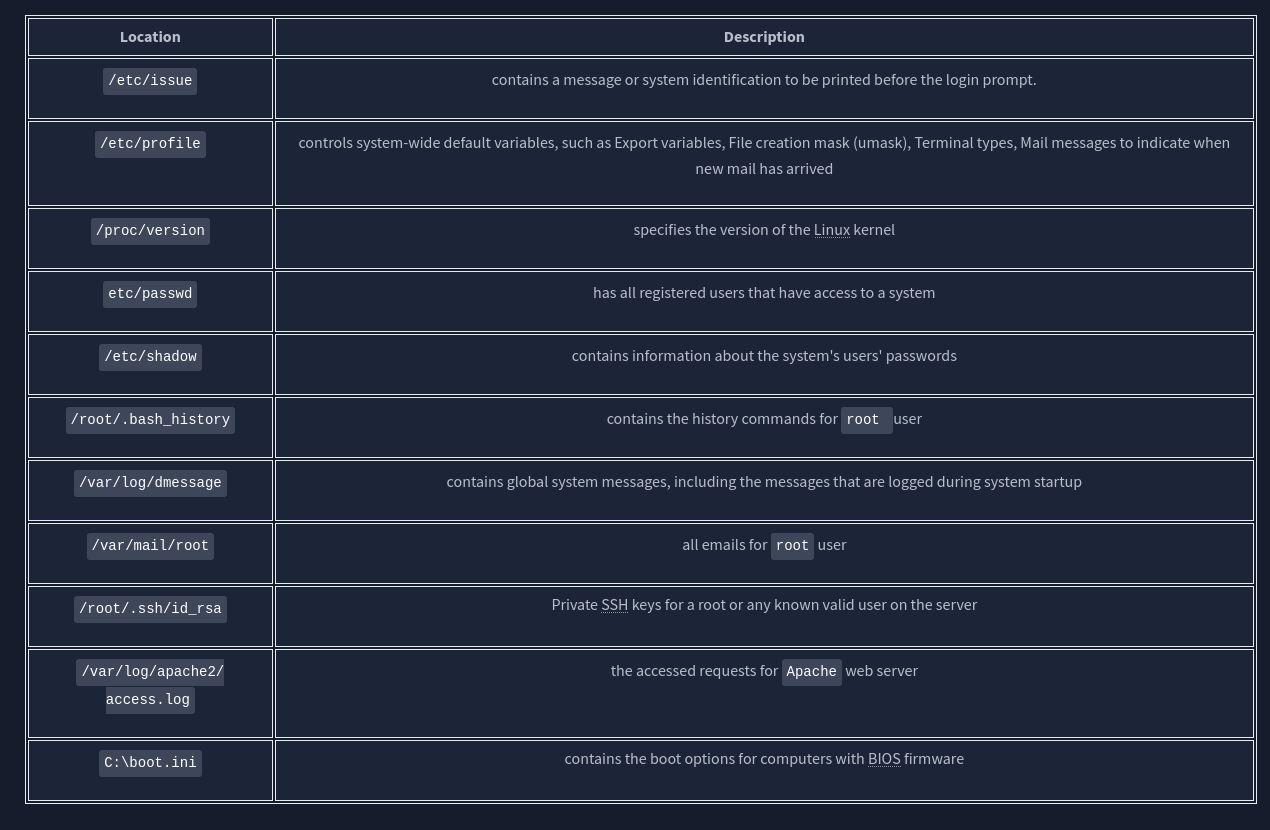 Location Description
/etc/issue contains a message or system identification to be printed before the login prompt.
/etc/profile controls system-wide default variables, such as Export variables, File creation mask (umask), Terminal types, Mail messages to indicate when
new mail has arrived
/proc/version specifies the version of the Linux kernel
etc/passwd has all registered users that have access to a system
/etc/shadow contains information about the system's users' passwords
/root/.bash_history contains the history commands for root user
/var/log/dmessage contains global system messages, including the messages that are logged during system startup
/var/mail/root all emails for root user
/root/.ssh/id_rsa Private SSH keys for a root or any known valid user on the server
/var/log/apache2/ the accessed requests for Apache web server
access.log
C:\boot.ini contains the boot options for computers with BIOS firmware